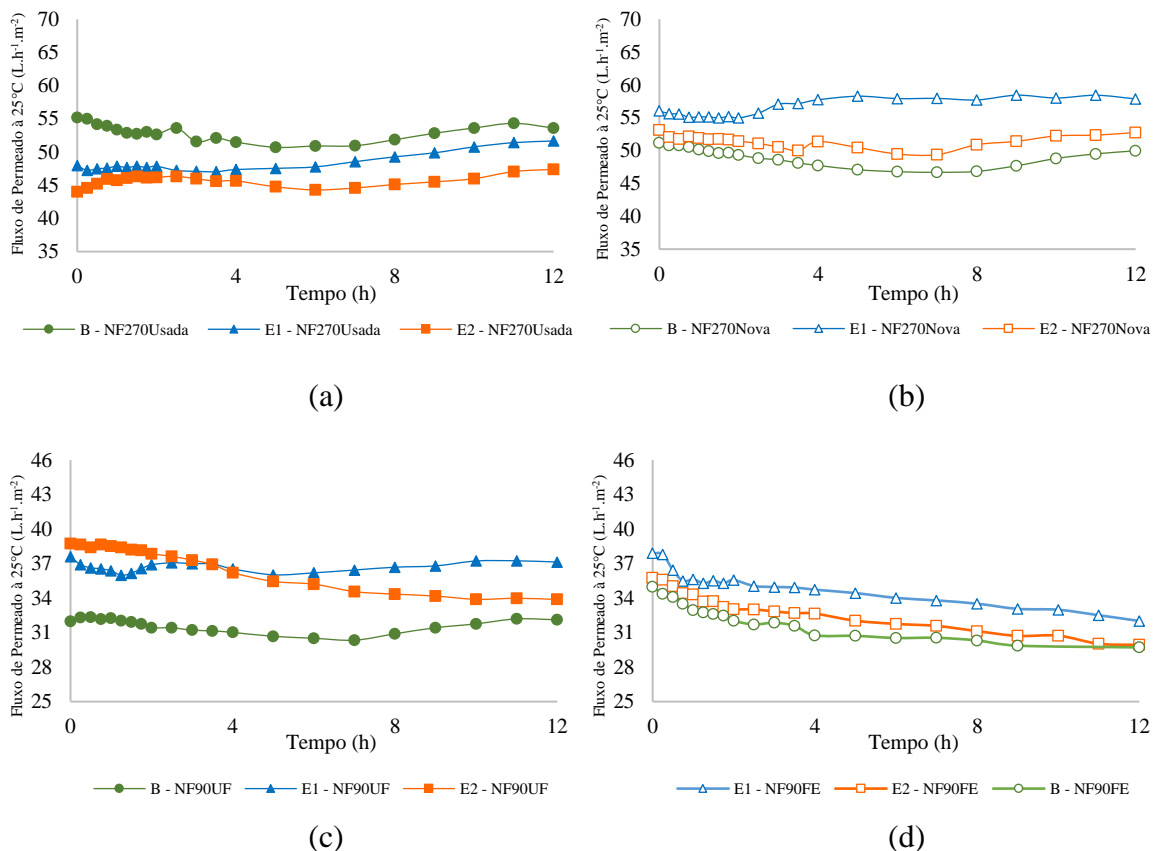 Fluxo de Permeado à 25°C (L.h⁻¹.m⁻²)
70
65
60
55
50
45
40
35
0
4
8
12
Tempo (h)
B - NF270Usada
E1 - NF270Usada
E2 - NF270Usada
(a)
Fluxo de Permeado à 25°C (L.h⁻¹.m⁻²)
70
65
60
55
50
45
40
35
0
4
8
12
Tempo (h)
B - NF270Nova
E1 - NF270Nova
E2 - NF270Nova
(b)
Fluxo de Permeado à 25°C (L.h⁻¹.m⁻²)
46
43
40
37
34
31
28
25
0
4
8
12
Tempo (h)
B - NF90UF
E1 - NF90UF
E2 - NF90UF
(c)
Fluxo de Permeado à 25°C (L.h⁻¹.m⁻²)
46
43
40
37
34
31
28
25
0
4
8
12
Tempo (h)
E1 - NF90FE
E2 - NF90FE
B - NF90FE
(d)